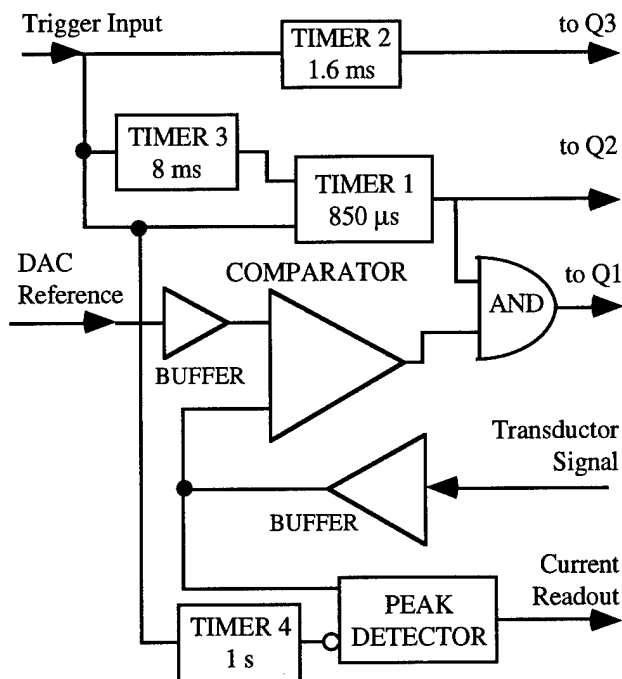 Trigger Input
TIMER 2
1.6 ms
to Q3
TIMER 3
8 ms
TIMER 1
850 µs
to Q2
DAC
Reference
COMPARATOR
BUFFER
AND
to Q1
Transductor
Signal
BUFFER
Current
Readout
PEAK
DETECTOR
TIMER 4
1 s